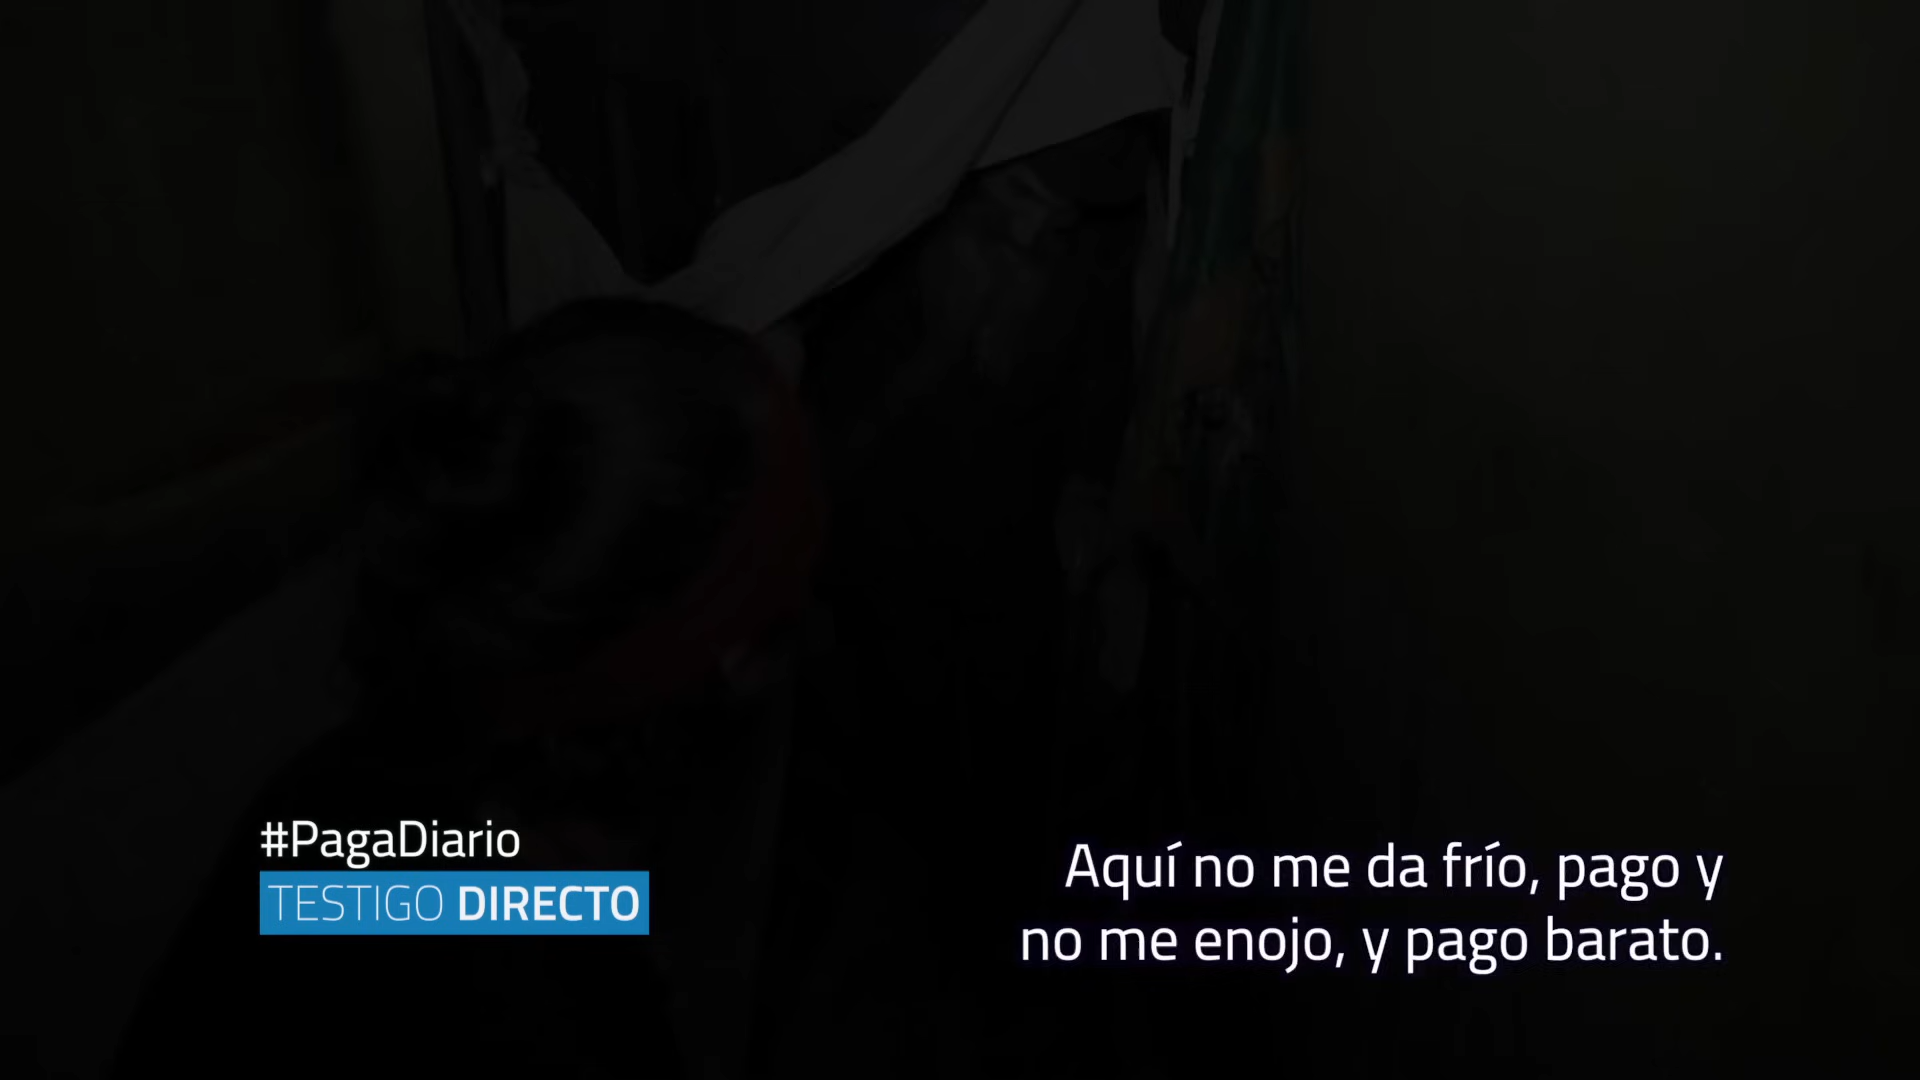 #PagaDiario
TESTIGO DIRECTO
Aquí no me da frío, pago y
no me enojo, y pago barato.